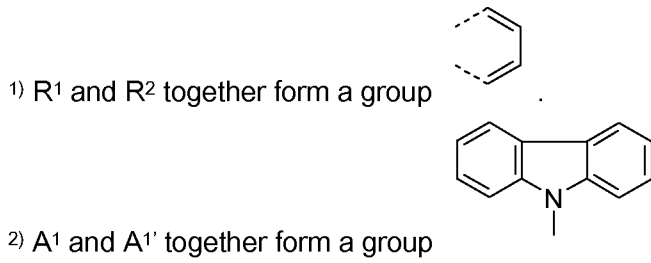 1) R1 and R2 together form a group
.
N
2) A1 and A1' together form a group